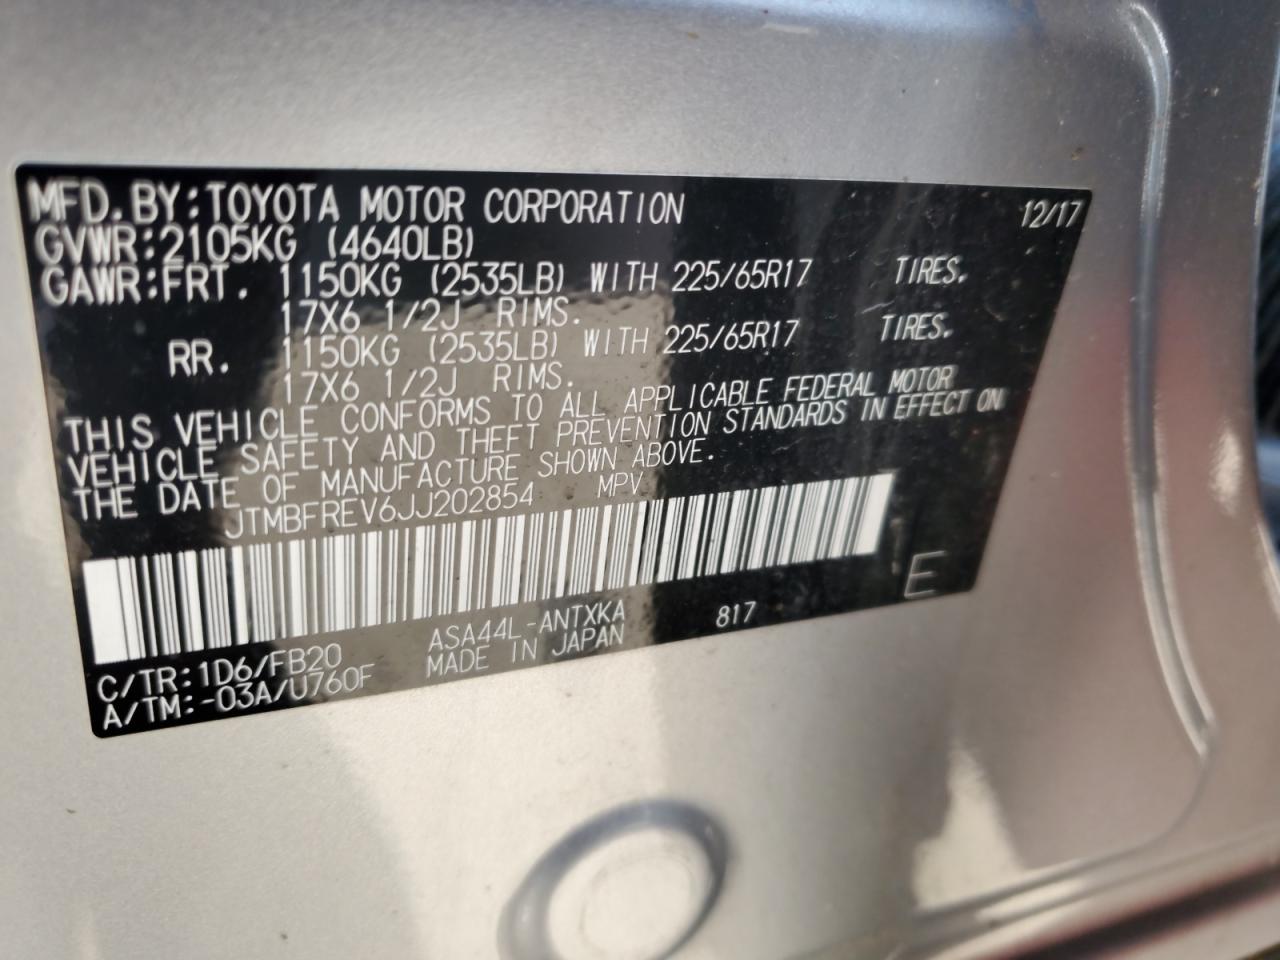 MFD. BY:TOYOTA MOTOR CORPORATION 12/17
GVWR:2105KG (4640LB)
GAWR:FRT. 1150KG (2535LB) WITH 225/65R17 TIRES.
17X6 1/2J RIMS.
RR. 1150KG (2535LB) WITH 225/65R17 TIRES.
17X6 1/2J RIMS.
THIS VEHICLE CONFORMS TO ALL APPLICABLE FEDERAL MOTOR
VEHICLE SAFETY AND THEFT PREVENTION STANDARDS IN EFFECT ON
THE DATE OF MANUFACTURE SHOWN ABOVE.
JTMBFREV6JJ202854 MPV
E
C/TR:1D6/FB20 ASA44L-ANTXKA 817
A/TM:-03A/U760F MADE IN JAPAN